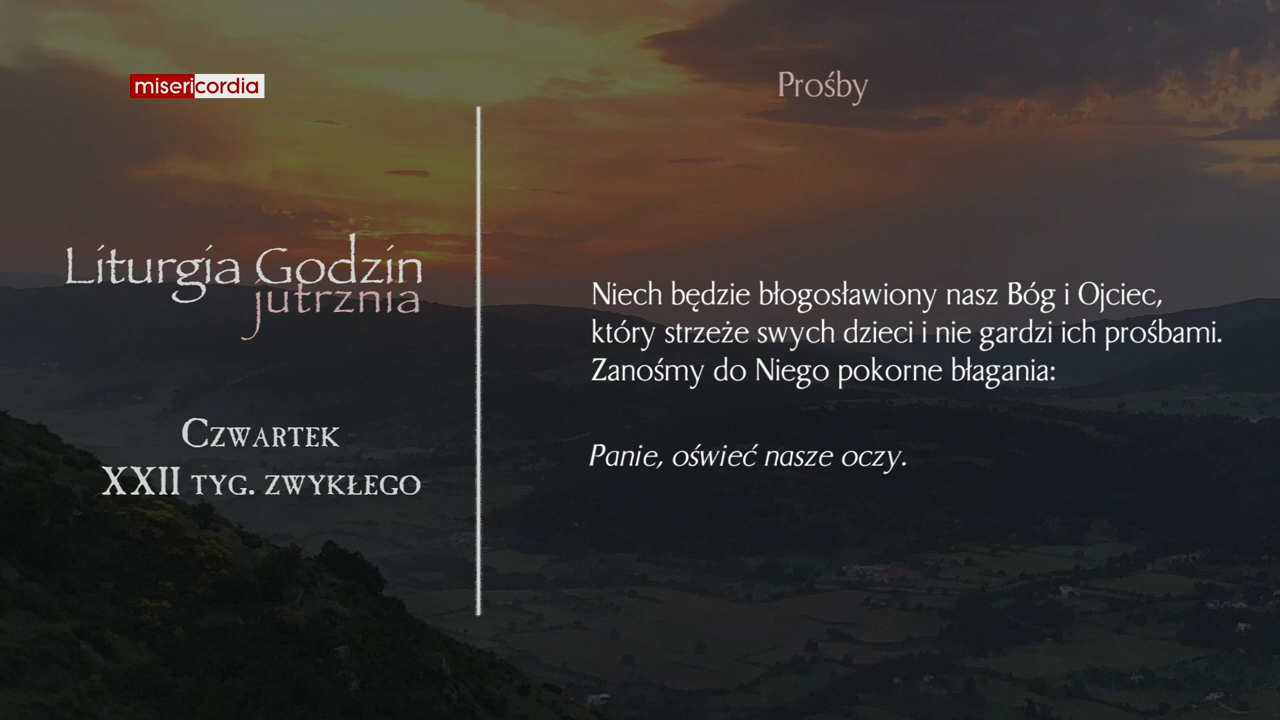 misericordia
Liturgia Godzin
jutrznia
Czwartek
XXII tyg. zwykłego
Prośby
Niech będzie błogosławiony nasz Bóg i Ojciec,
który strzeże swych dzieci i nie gardzi ich prośbami.
Zanośmy do Niego pokorne błagania:
Panie, oświeć nasze oczy.